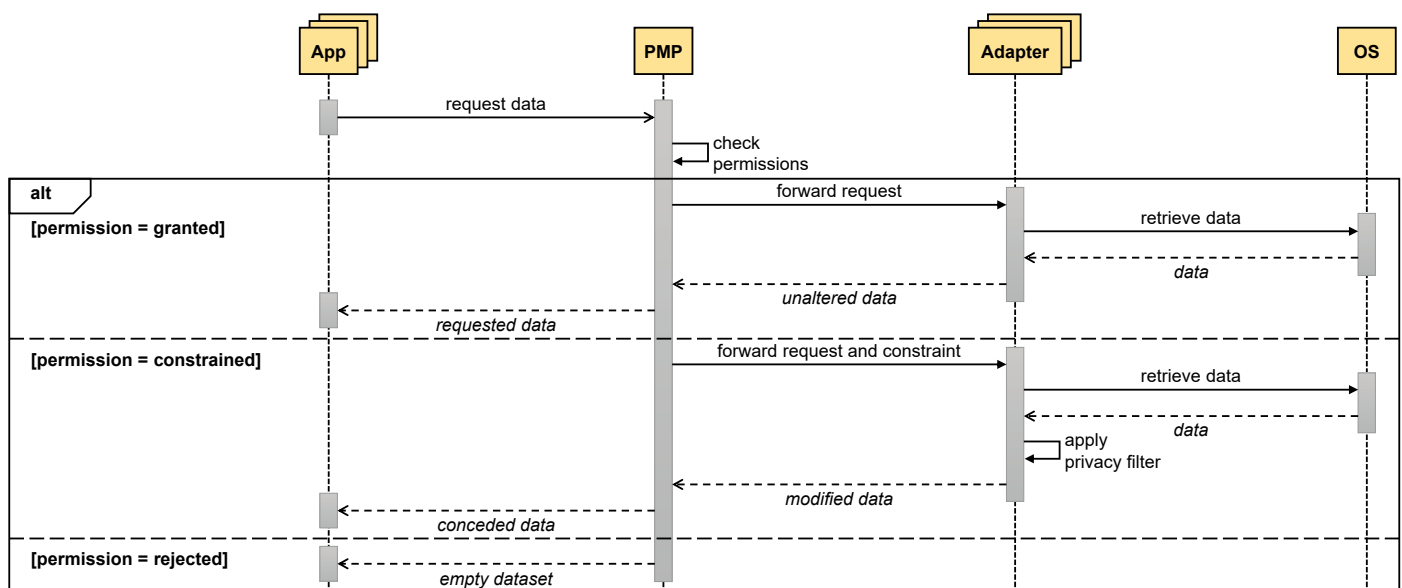 App
PMP
Adapter
OS
request data
check
permissions
alt
forward request
[permission = granted]
retrieve data
data
unaltered data
requested data
[permission = constrained]
forward request and constraint
retrieve data
data
apply
privacy filter
modified data
conceded data
[permission = rejected]
empty dataset